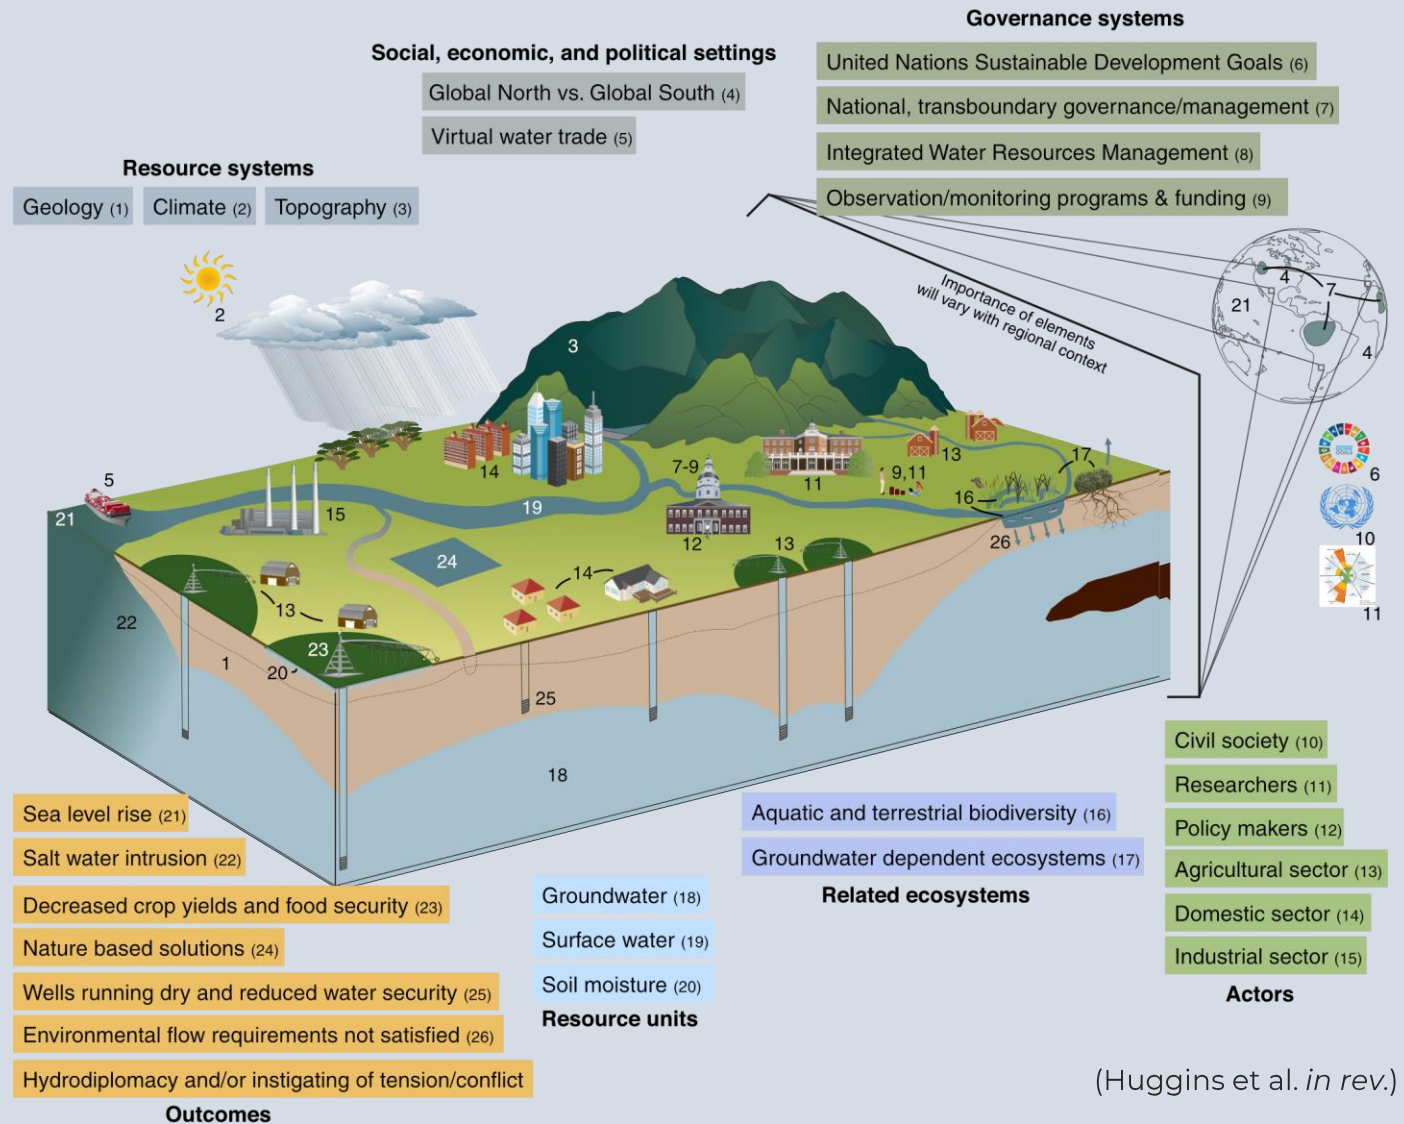 Governance systems
Social, economic, and political settings
United Nations Sustainable Development Goals (6)
Global North vs. Global South (4)
National, transboundary governance/management (7)
Virtual water trade (5)
Integrated Water Resources Management (8)
Resource systems
Observation/monitoring programs & funding (9)
Geology (1)
Climate (2)
Topography (3)
Importance of elements
will vary with regional context
2
3
4
7
21
4
5
14
7-9
11
9,11
13
17
6
21
15
19
12
16
26
10
24
13
14
11
22
13
1
20
23
25
18
Civil society (10)
Researchers (11)
Policy makers (12)
Agricultural sector (13)
Domestic sector (14)
Industrial sector (15)
Actors
Aquatic and terrestrial biodiversity (16)
Groundwater dependent ecosystems (17)
Related ecosystems
Groundwater (18)
Surface water (19)
Soil moisture (20)
Resource units
Sea level rise (21)
Salt water intrusion (22)
Decreased crop yields and food security (23)
Nature based solutions (24)
Wells running dry and reduced water security (25)
Environmental flow requirements not satisfied (26)
Hydrodiplomacy and/or instigating of tension/conflict
Outcomes
(Huggins et al. in rev.)